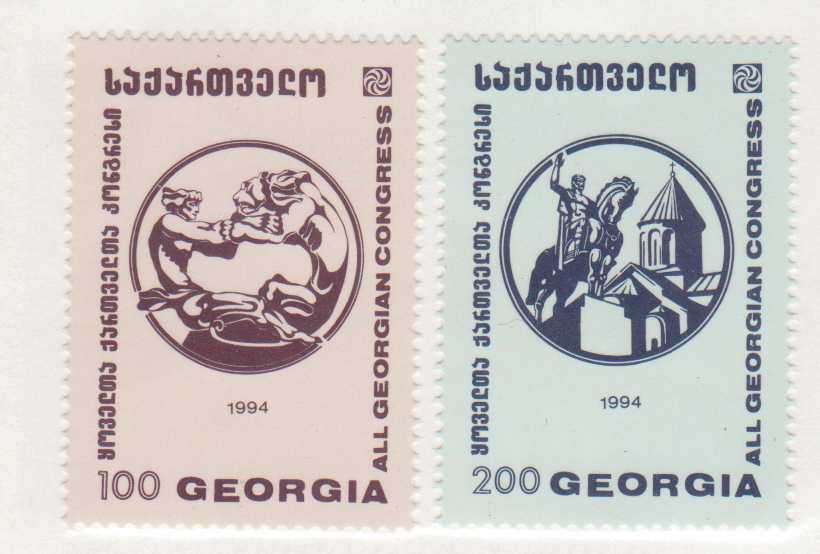 საქართველო
ყოველთა ქართველთა კონგრესი
ALL GEORGIAN CONGRESS
1994
100 GEORGIA
საქართველო
ყოველთა ქართველთა კონგრესი
ALL GEORGIAN CONGRESS
1994
200 GEORGIA